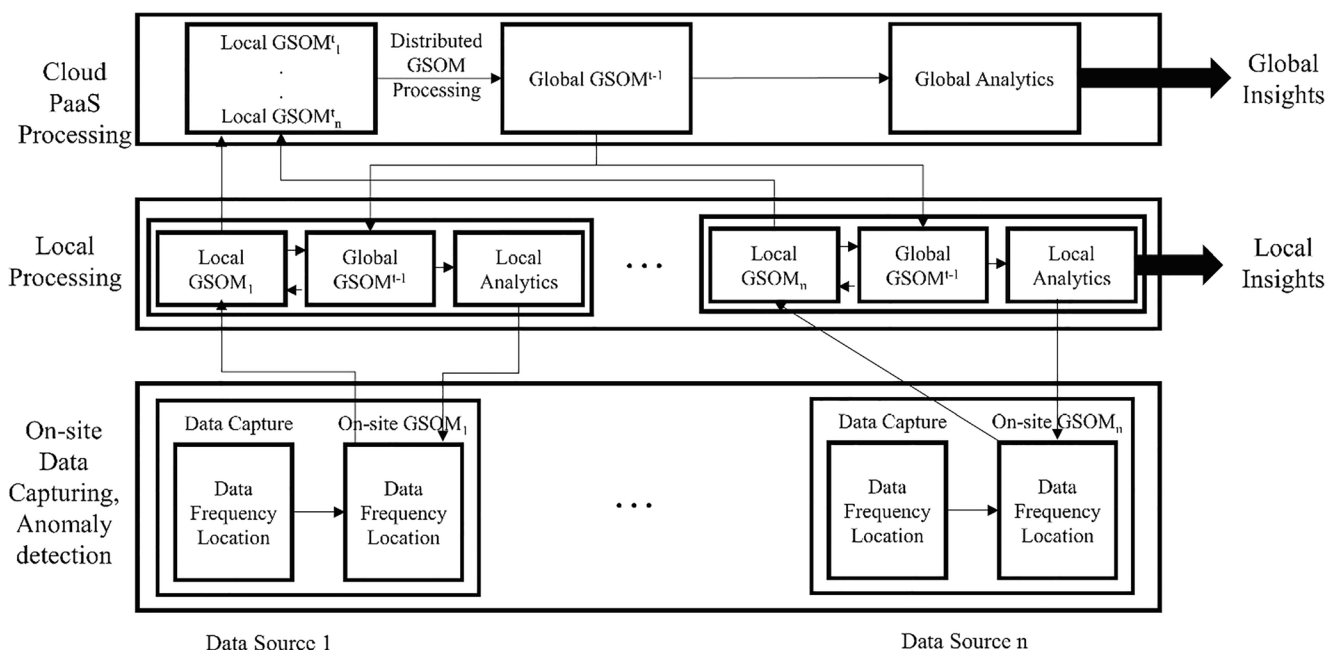 Cloud
PaaS
Processing
Local GSOMᵗ₁
.
.
Local GSOMᵗₙ
Distributed
GSOM
Processing
Global GSOMᵗ⁻¹
Global Analytics
Global
Insights
Local
Processing
Local
GSOM₁
Global
GSOMᵗ⁻¹
Local
Analytics
...
Local
GSOMₙ
Global
GSOMᵗ⁻¹
Local
Analytics
Local
Insights
On-site
Data
Capturing,
Anomaly
detection
Data Capture
On-site GSOM₁
Data
Frequency
Location
Data
Frequency
Location
...
Data Capture
On-site GSOMₙ
Data
Frequency
Location
Data
Frequency
Location
Data Source 1
Data Source n